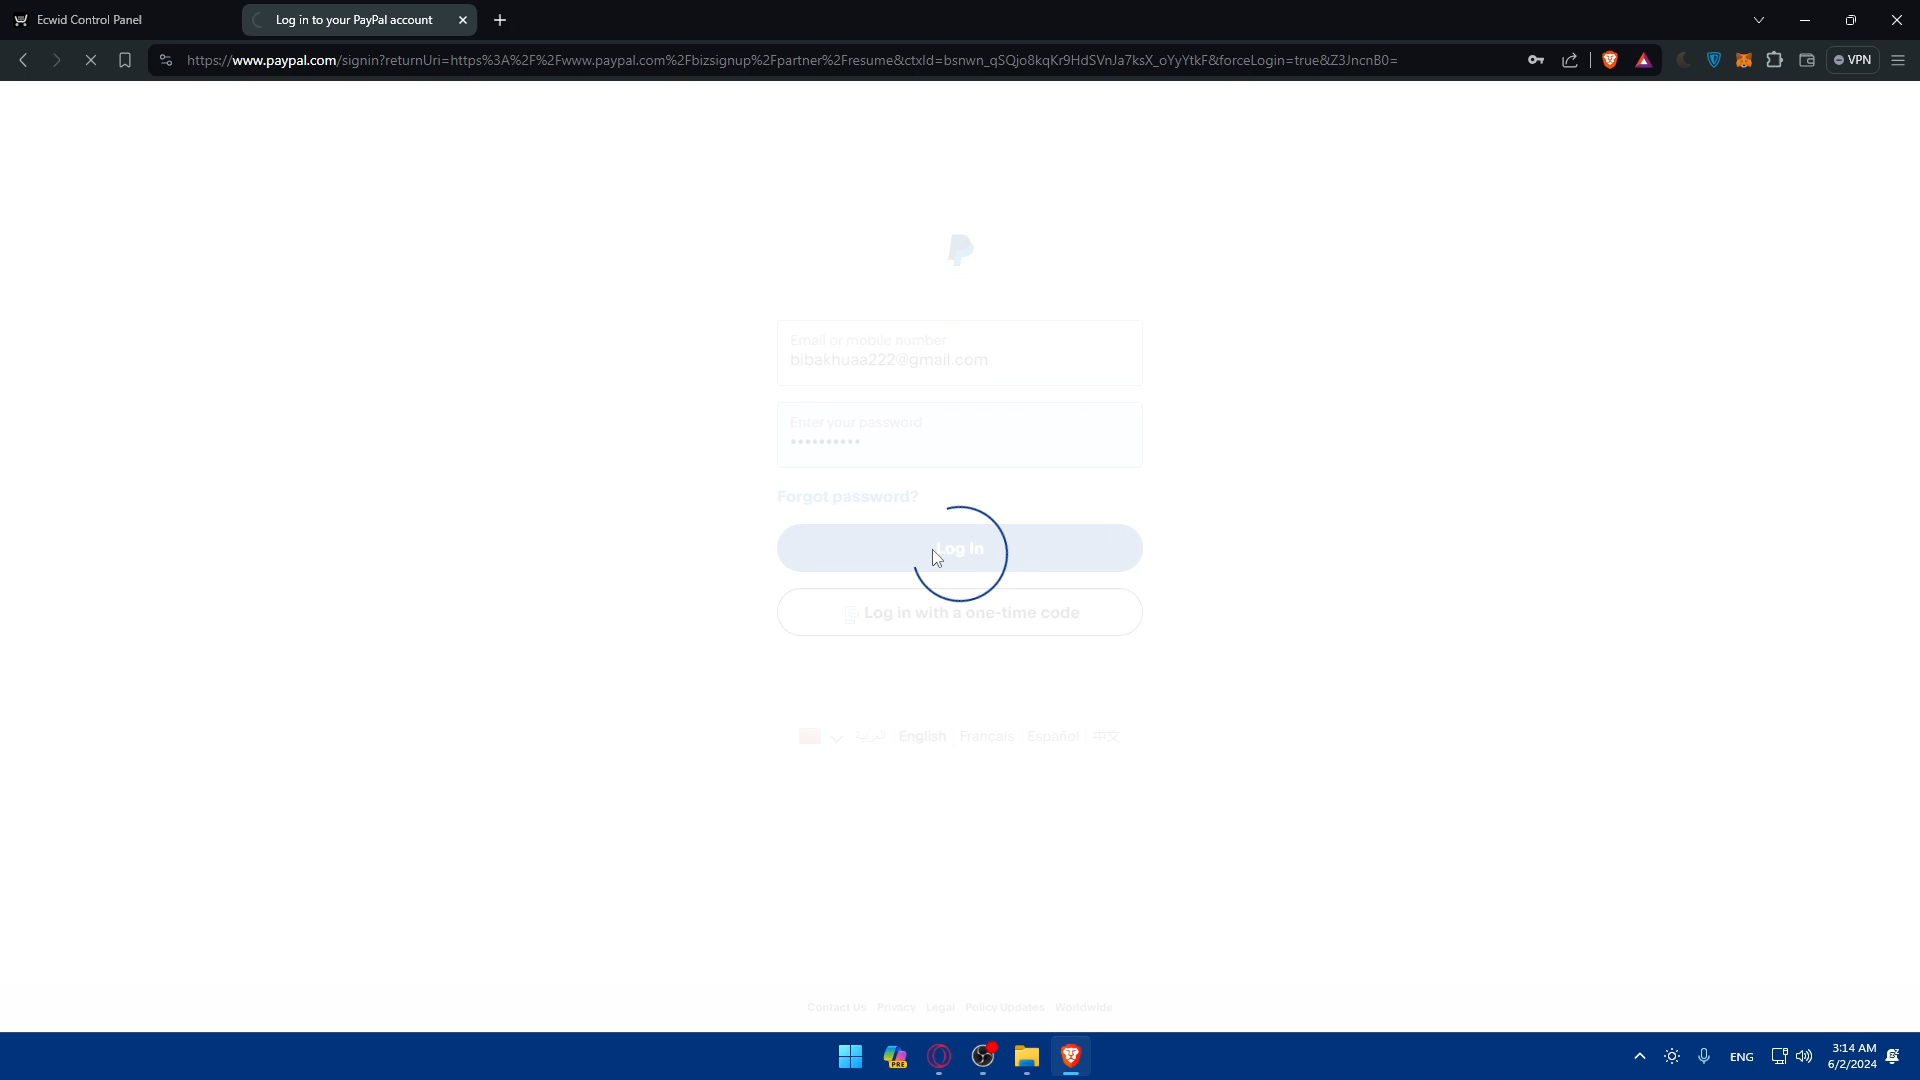 Ecwid Control Panel
Log in to your PayPal account
https://www.paypal.com/signin?returnUri=https%3A%2F%2Fwww.paypal.com%2Fbizsignup%2Fpartner%2Fresume&ctxId=bsnwn_qSQjo8kqKr9HdSVnJa7ksX_oYyYtkF&forceLogin=true&Z3JncnB0=
VPN
Email or mobile number
bibakhuaa222@gmail.com
Enter your password
Forgot password?
Log In
Log in with a one-time code
العربية English Français Español 中文
Contact Us Privacy Legal Policy Updates Worldwide
PRE
ENG
3:14 AM
6/2/2024